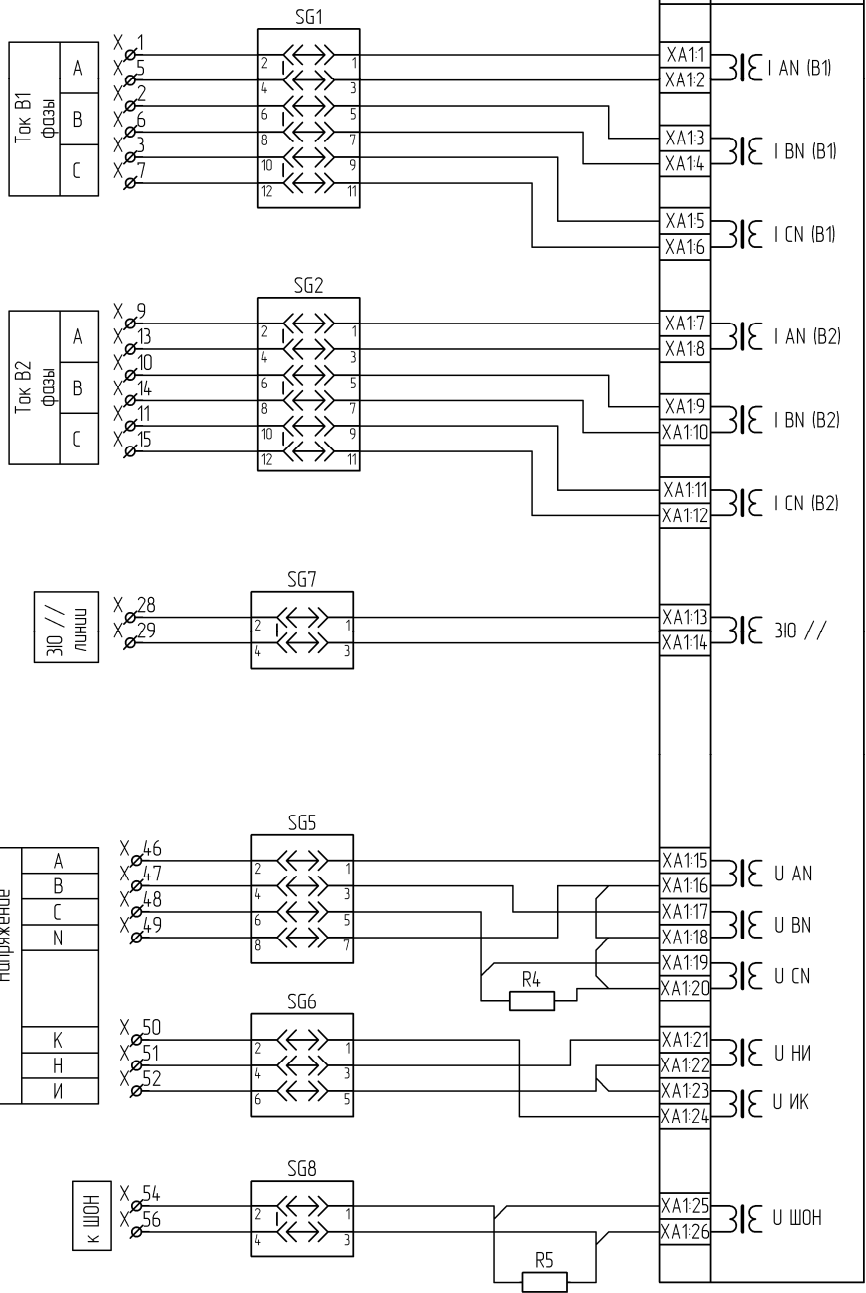 SG1
Ток В1
фазы
A
B
C
X 1
X 5
X 2
X 6
X 3
X 7
2 1
4 3
6 5
8 7
10 9
12 11
XA1:1
XA1:2
I AN (B1)
XA1:3
XA1:4
I BN (B1)
XA1:5
XA1:6
I CN (B1)
SG2
Ток В2
фазы
A
B
C
X 9
X 13
X 10
X 14
X 11
X 15
2 1
4 3
6 5
8 7
10 9
12 11
XA1:7
XA1:8
I AN (B2)
XA1:9
XA1:10
I BN (B2)
XA1:11
XA1:12
I CN (B2)
SG7
3I0 //
линии
X 28
X 29
2 1
4 3
XA1:13
XA1:14
3I0 //
SG5
Напряжение
A
B
C
N
К
Н
И
X 46
X 47
X 48
X 49
2 1
4 3
6 5
8 7
XA1:15
XA1:16
U AN
XA1:17
XA1:18
U BN
XA1:19
XA1:20
U CN
R4
SG6
X 50
X 51
X 52
2 1
4 3
6 5
XA1:21
XA1:22
U НИ
XA1:23
XA1:24
U ИК
SG8
к ШОН
X 54
X 56
2 1
4 3
XA1:25
XA1:26
U ШОН
R5